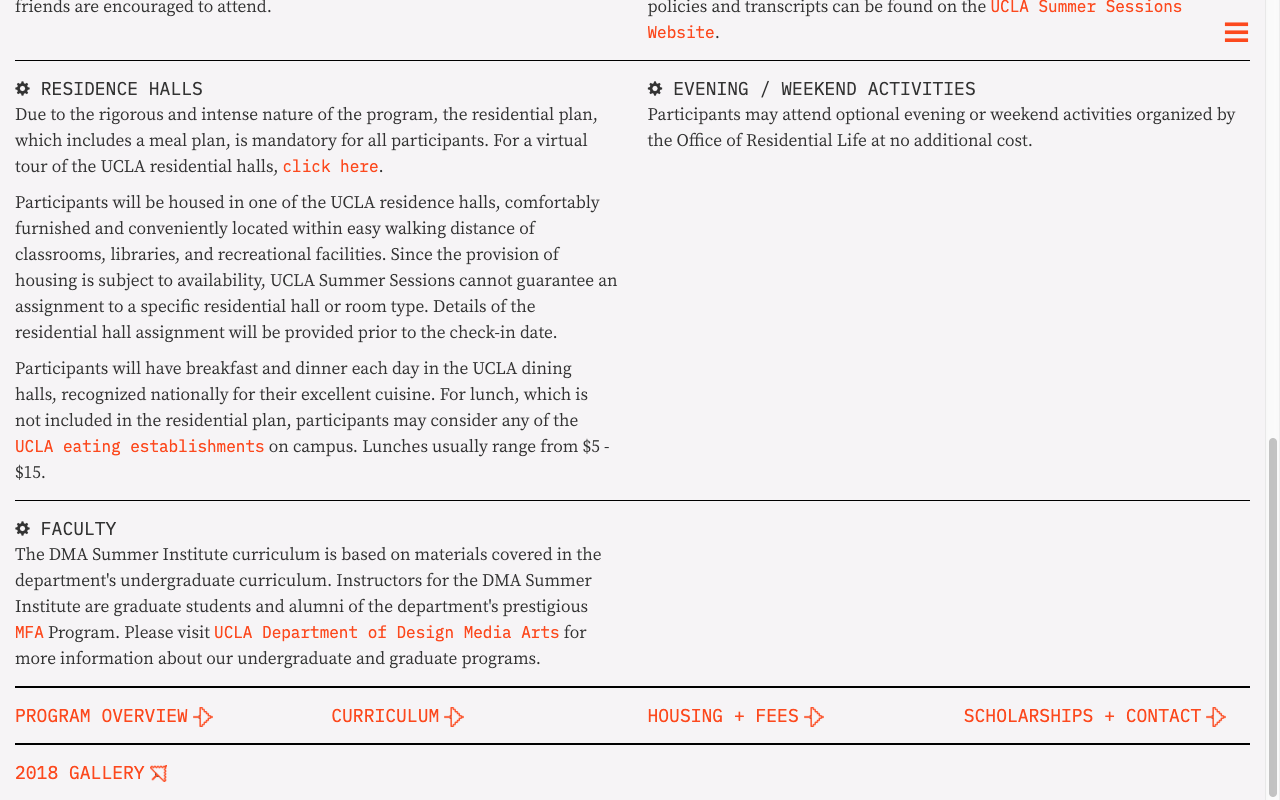 friends are encouraged to attend.
policies and transcripts can be found on the UCLA Summer Sessions
Website.
RESIDENCE HALLS
Due to the rigorous and intense nature of the program, the residential plan,
which includes a meal plan, is mandatory for all participants. For a virtual
tour of the UCLA residential halls, click here.
Participants will be housed in one of the UCLA residence halls, comfortably
furnished and conveniently located within easy walking distance of
classrooms, libraries, and recreational facilities. Since the provision of
housing is subject to availability, UCLA Summer Sessions cannot guarantee an
assignment to a specific residential hall or room type. Details of the
residential hall assignment will be provided prior to the check-in date.
Participants will have breakfast and dinner each day in the UCLA dining
halls, recognized nationally for their excellent cuisine. For lunch, which is
not included in the residential plan, participants may consider any of the
UCLA eating establishments on campus. Lunches usually range from $5 -
$15.
EVENING / WEEKEND ACTIVITIES
Participants may attend optional evening or weekend activities organized by
the Office of Residential Life at no additional cost.
FACULTY
The DMA Summer Institute curriculum is based on materials covered in the
department's undergraduate curriculum. Instructors for the DMA Summer
Institute are graduate students and alumni of the department's prestigious
MFA Program. Please visit UCLA Department of Design Media Arts for
more information about our undergraduate and graduate programs.
PROGRAM OVERVIEW
CURRICULUM
HOUSING + FEES
SCHOLARSHIPS + CONTACT
2018 GALLERY